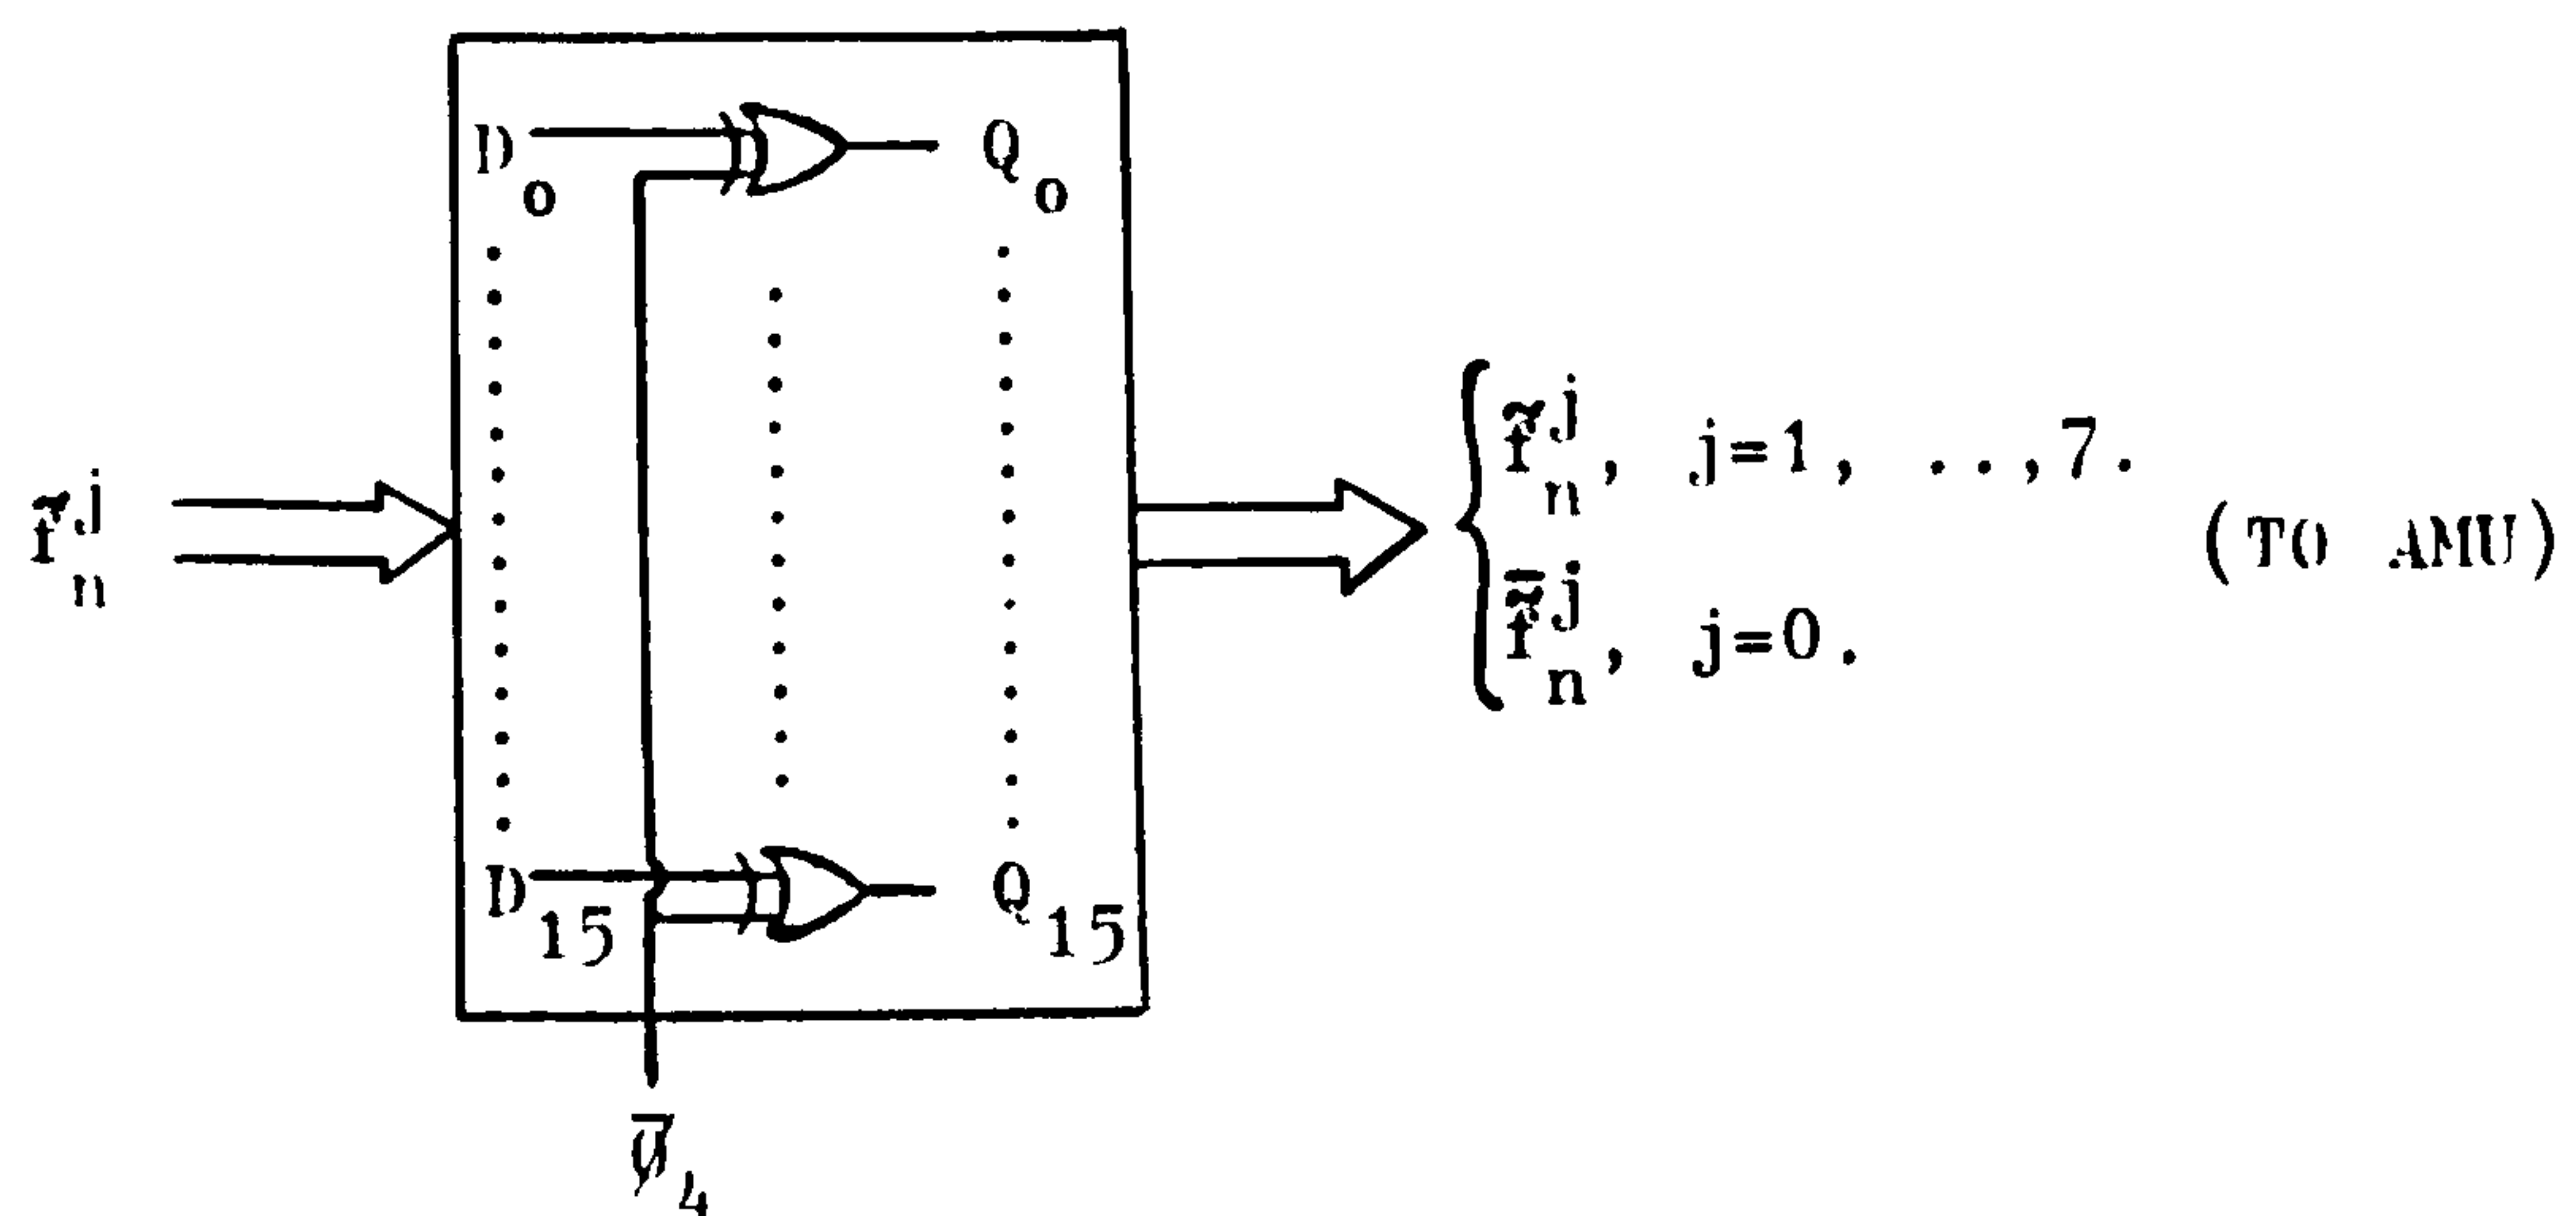 D₀ Q₀
f̃ⁿʲ
f̃ₙʲ, j=1, ..,7.
(TO AMU)
f̃̄ₙʲ, j=0.
D₁₅ Q₁₅
φ̄₄